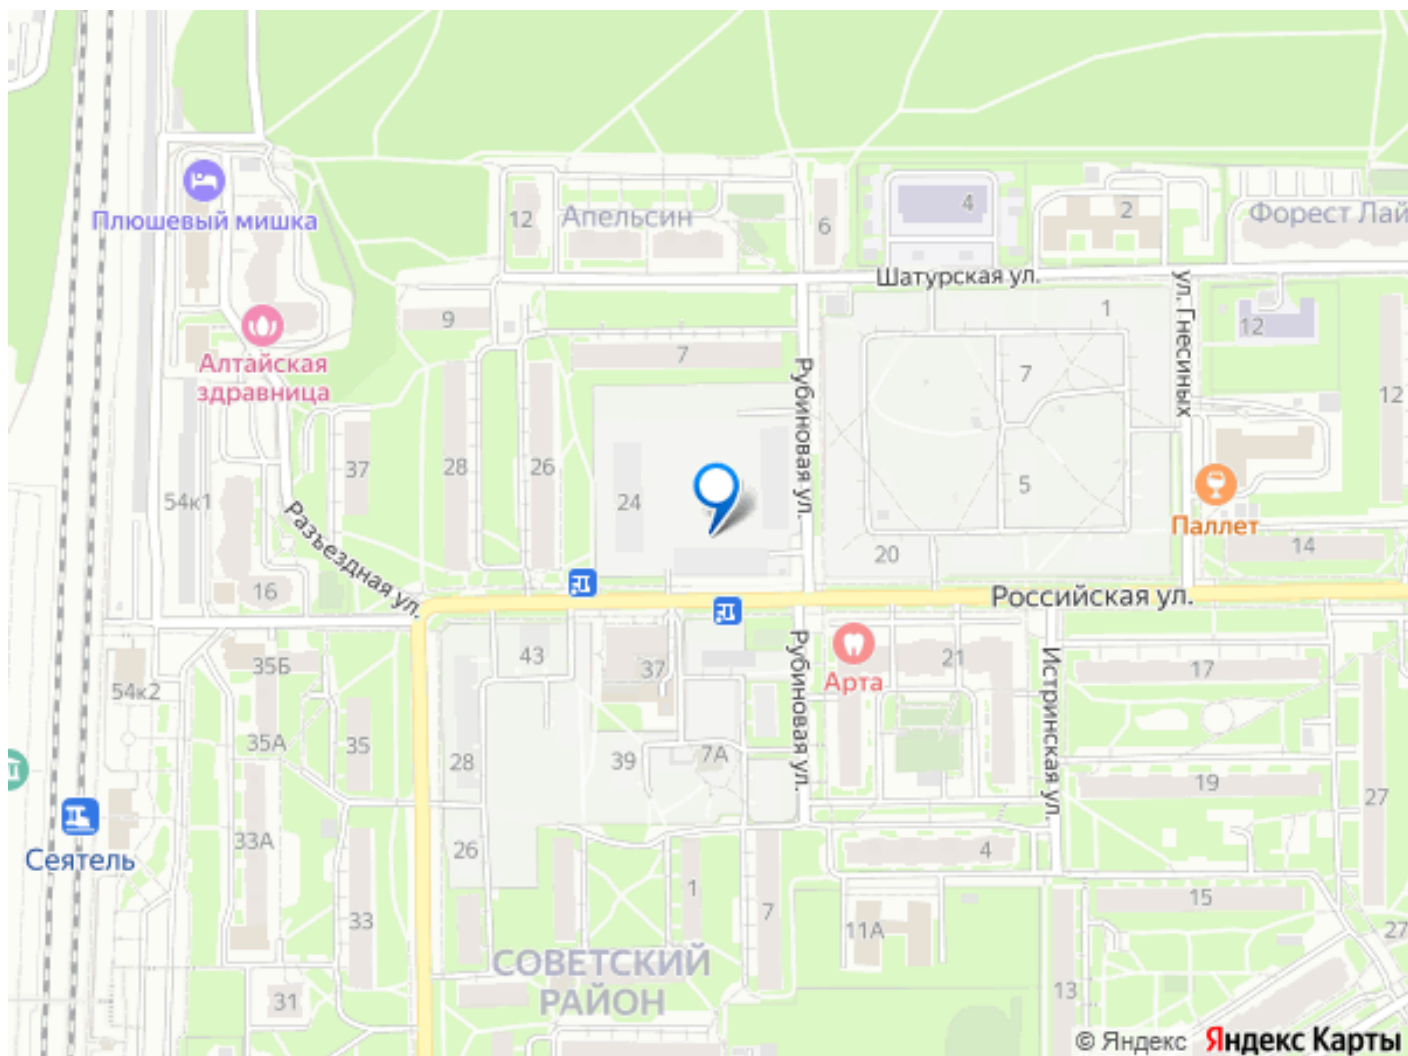 Плюшевый мишка
12
Апельсин
6
4
2
Форест Лай
Шатурская ул.
ул. Гнесиных
9
7
1
12
Алтайская
здравница
Рубиновая ул.
7
12
37
28
26
24
5
54к1
Паллет
Разъездная ул.
20
14
16
Российская ул.
43
35Б
37
Арта
21
17
Истринская ул.
54к2
35А
35
28
39
7А
Рубиновая ул.
19
27
Сеятель
33А
26
4
33
1
7
11А
15
27
СОВЕТСКИЙ
РАЙОН
31
13
© Яндекс Яндекс Карты